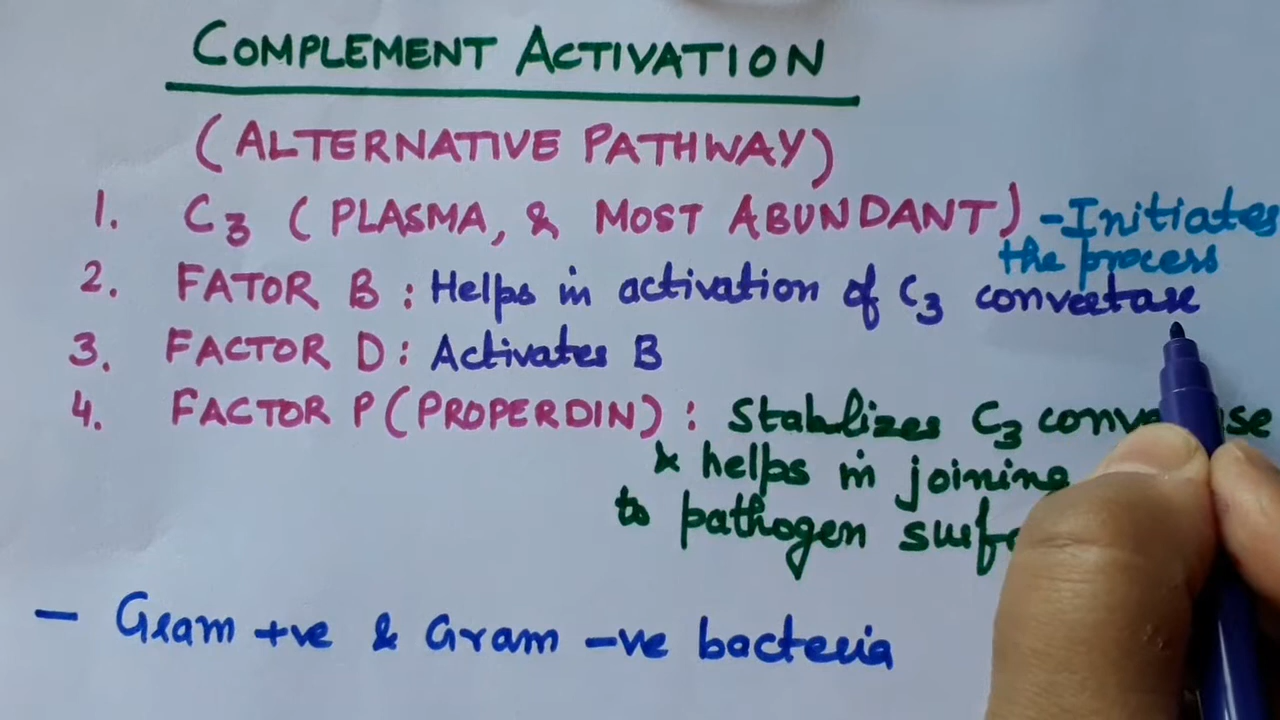 COMPLEMENT ACTIVATION
(ALTERNATIVE PATHWAY)
1. C3 (PLASMA, & MOST ABUNDANT) - Initiates
the process
2. FATOR B : Helps in activation of C3 convertase
3. FACTOR D : Activates B
4. FACTOR P (PROPERDIN) : Stabilizes C3
& helps in joining
to pathogen
- Gram +ve & Gram -ve bacteria